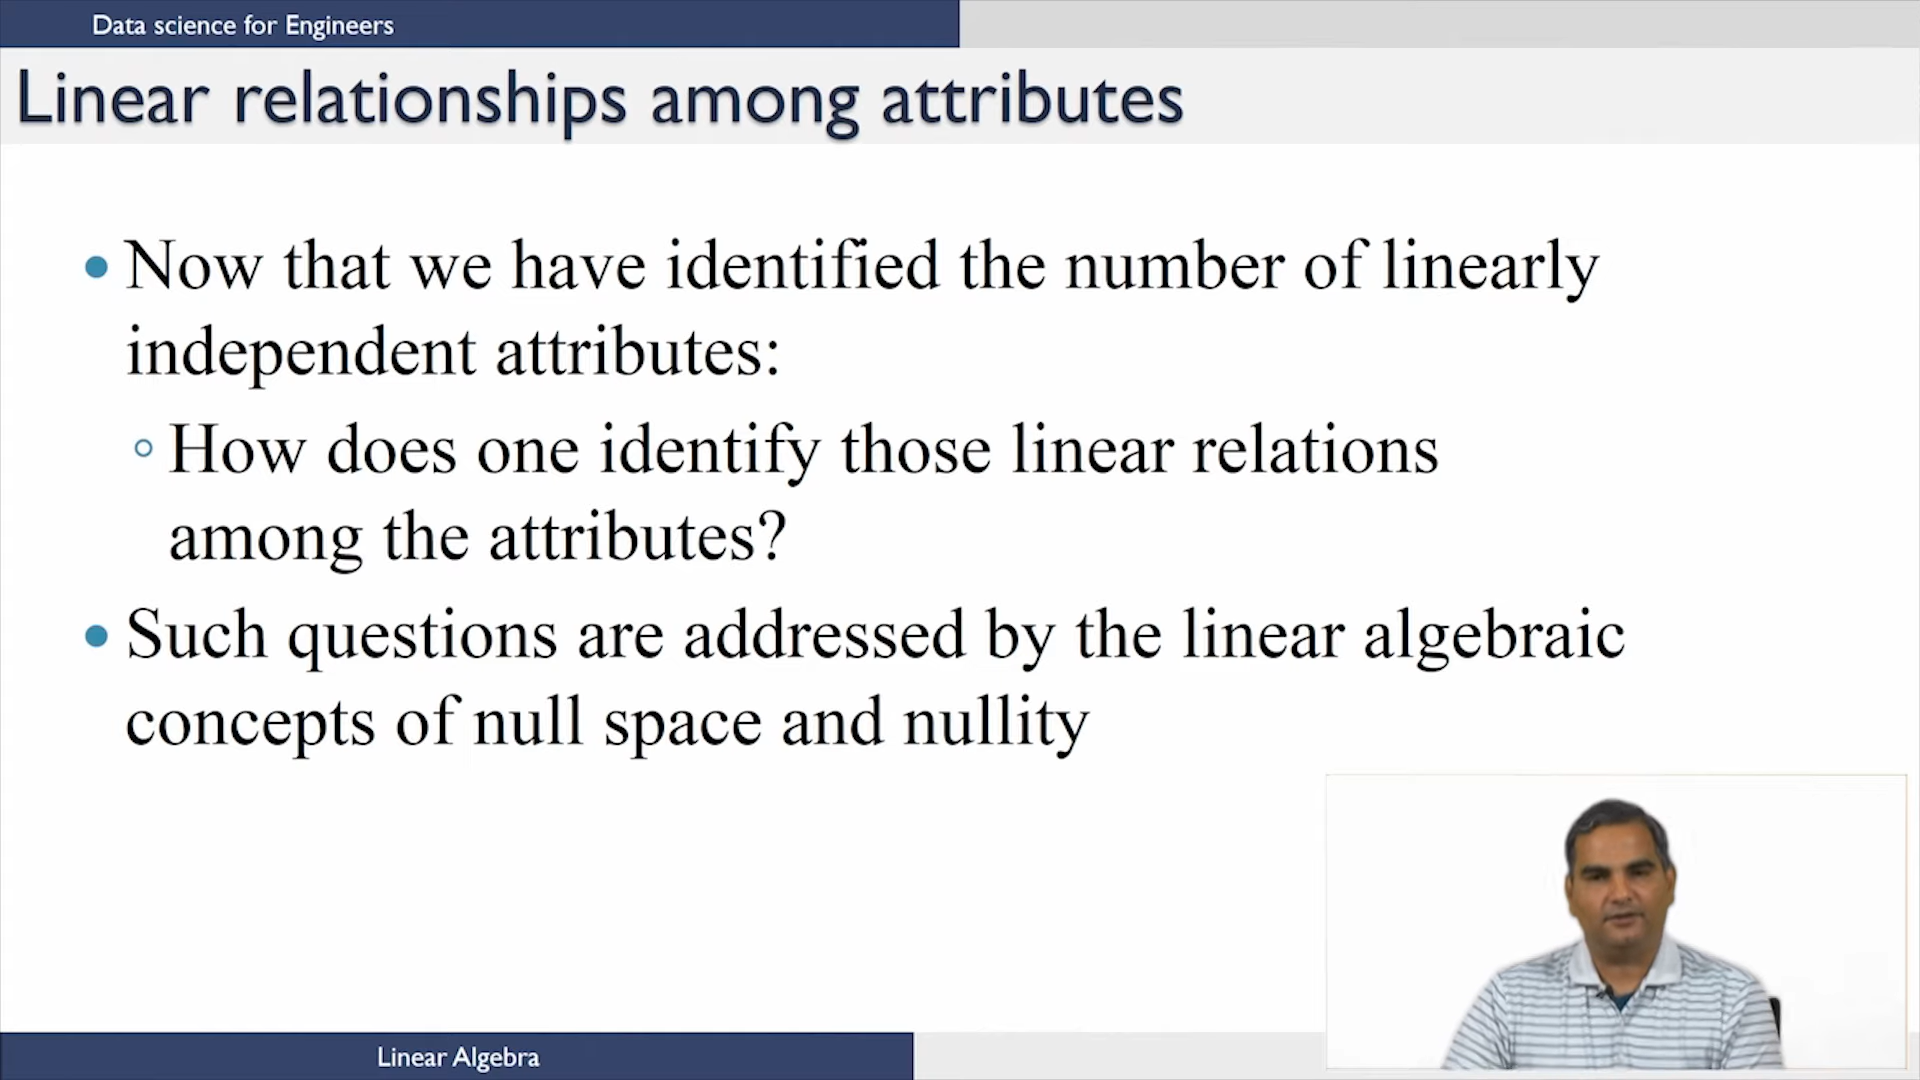 Data science for Engineers
Linear relationships among attributes
• Now that we have identified the number of linearly
independent attributes:
◦ How does one identify those linear relations
among the attributes?
• Such questions are addressed by the linear algebraic
concepts of null space and nullity
Linear Algebra